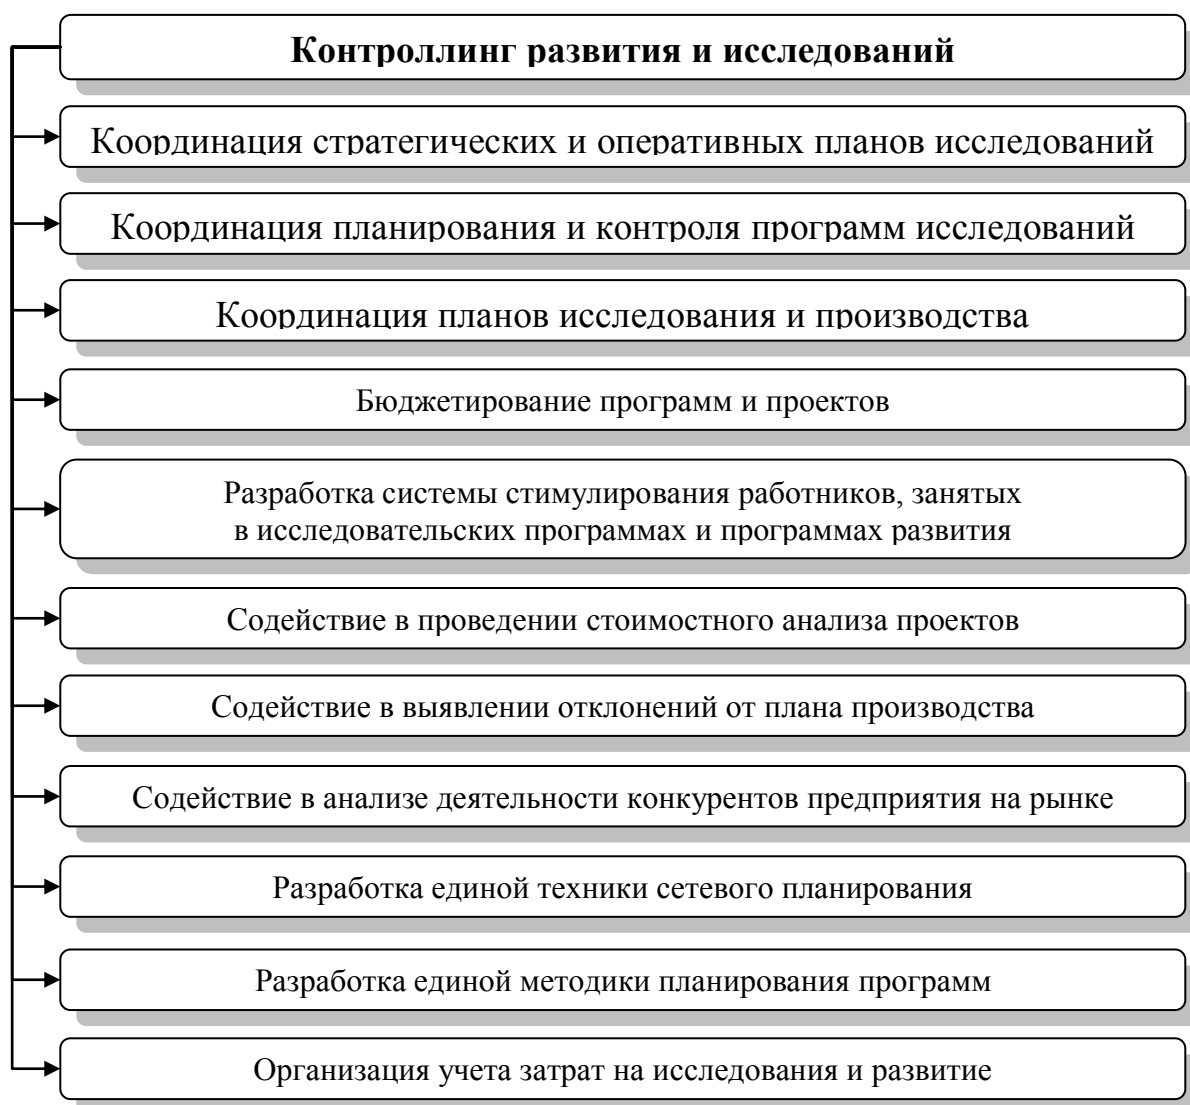 Контроллинг развития и исследований
Координация стратегических и оперативных планов исследований
Координация планирования и контроля программ исследований
Координация планов исследования и производства
Бюджетирование программ и проектов
Разработка системы стимулирования работников, занятых
в исследовательских программах и программах развития
Содействие в проведении стоимостного анализа проектов
Содействие в выявлении отклонений от плана производства
Содействие в анализе деятельности конкурентов предприятия на рынке
Разработка единой техники сетевого планирования
Разработка единой методики планирования программ
Организация учета затрат на исследования и развитие